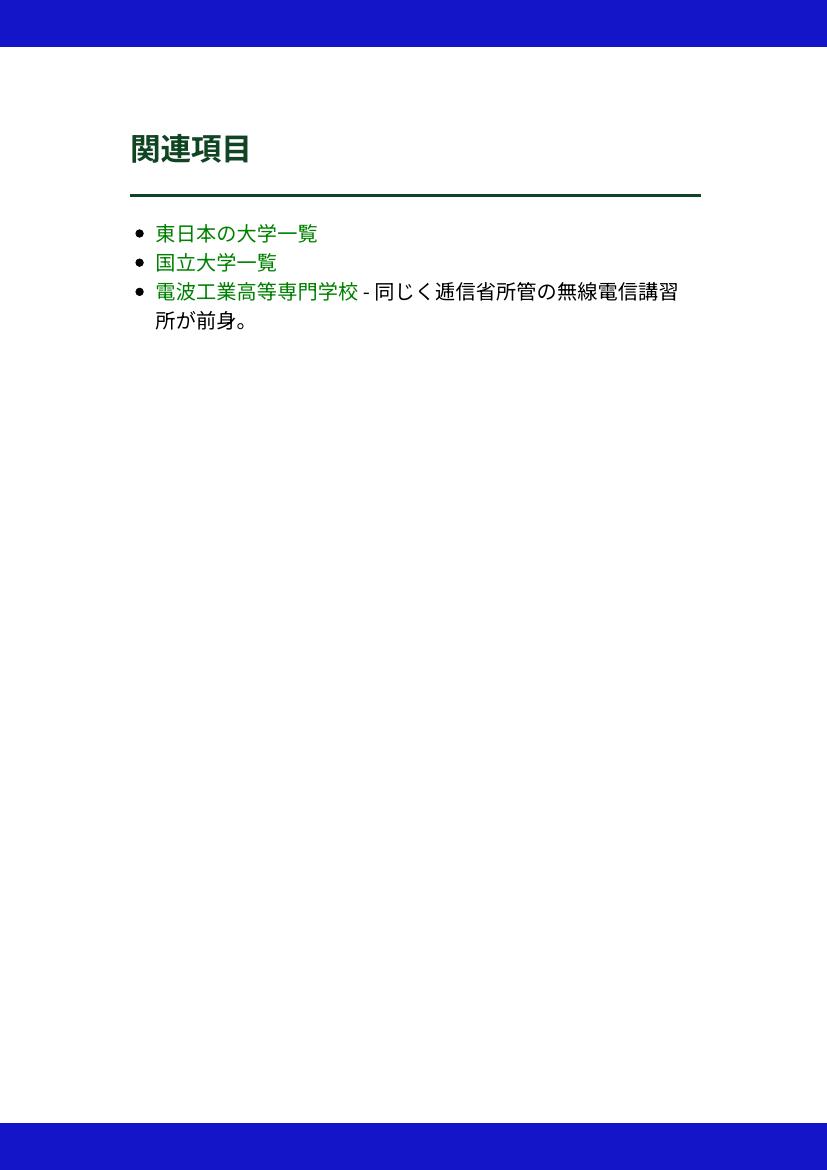 関連項目
東日本の大学一覧
国立大学一覧
電波工業高等専門学校 - 同じく逓信省所管の無線電信講習
所が前身。